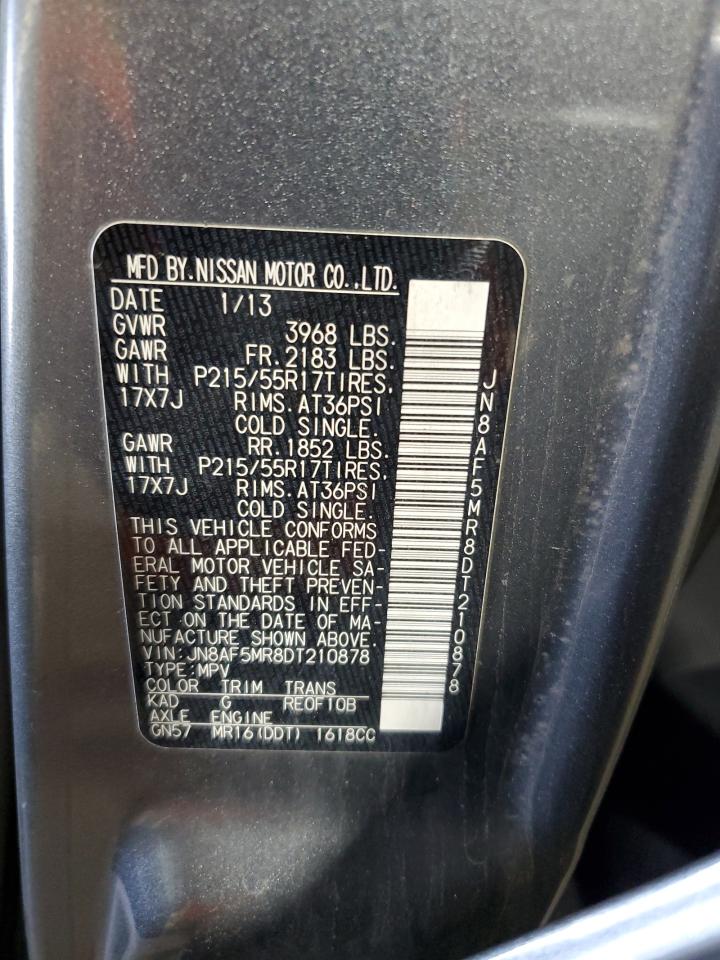 MFD BY.NISSAN MOTOR CO.,LTD.
DATE 1/13
GVWR 3968 LBS.
GAWR FR.2183 LBS.
WITH P215/55R17TIRES,
17X7J RIMS.AT36PSI
COLD SINGLE.
GAWR RR.1852 LBS.
WITH P215/55R17TIRES,
17X7J RIMS.AT36PSI
COLD SINGLE.
THIS VEHICLE CONFORMS
TO ALL APPLICABLE FED-
ERAL MOTOR VEHICLE SA-
FETY AND THEFT PREVEN-
TION STANDARDS IN EFF-
ECT ON THE DATE OF MA-
NUFACTURE SHOWN ABOVE.
VIN:JN8AF5MR8DT210878
TYPE:MPV
COLOR TRIM TRANS
KAD G RE0F10B
AXLE ENGINE
GN57 MR16(DDT) 1618CC
JN8AF5MR8DT210878